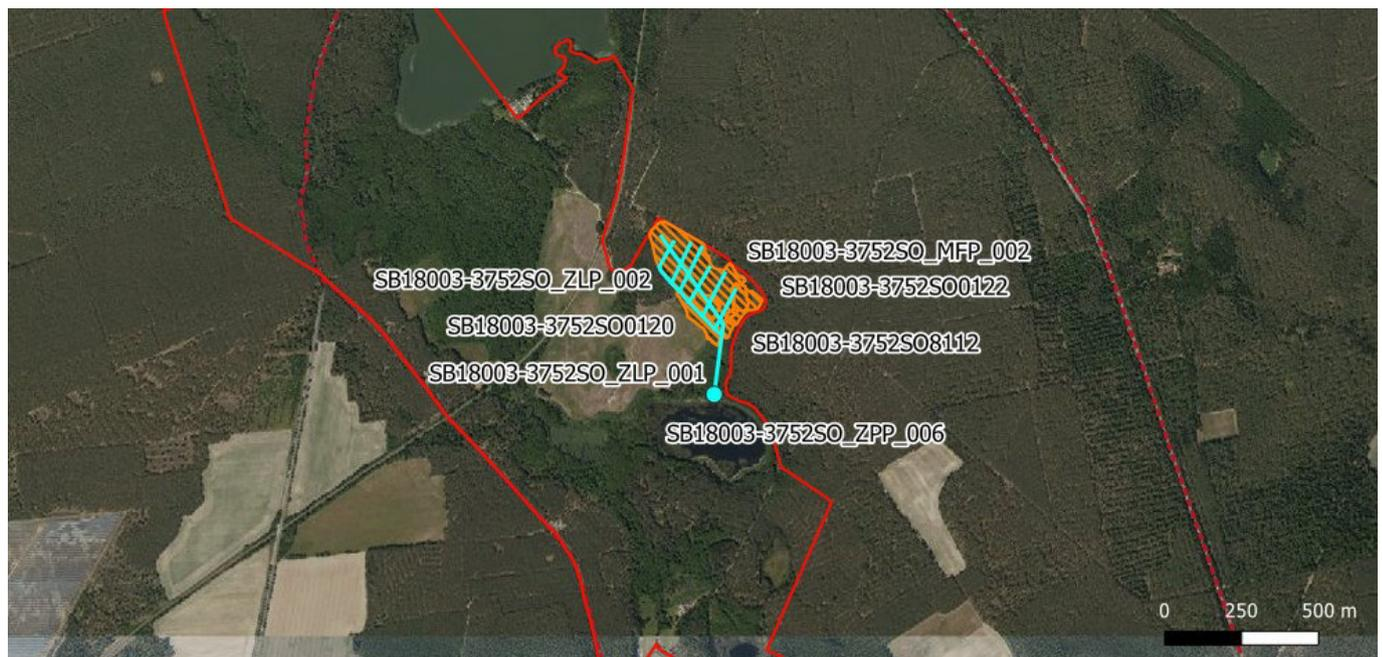 SB18003-3752SO_MFP_002
SB18003-3752SO_ZLP_002
SB18003-3752SO0122
SB18003-3752SO0120
SB18003-3752SO8112
SB18003-3752SO_ZLP_001
SB18003-3752SO_ZPP_006
0 250 500 m